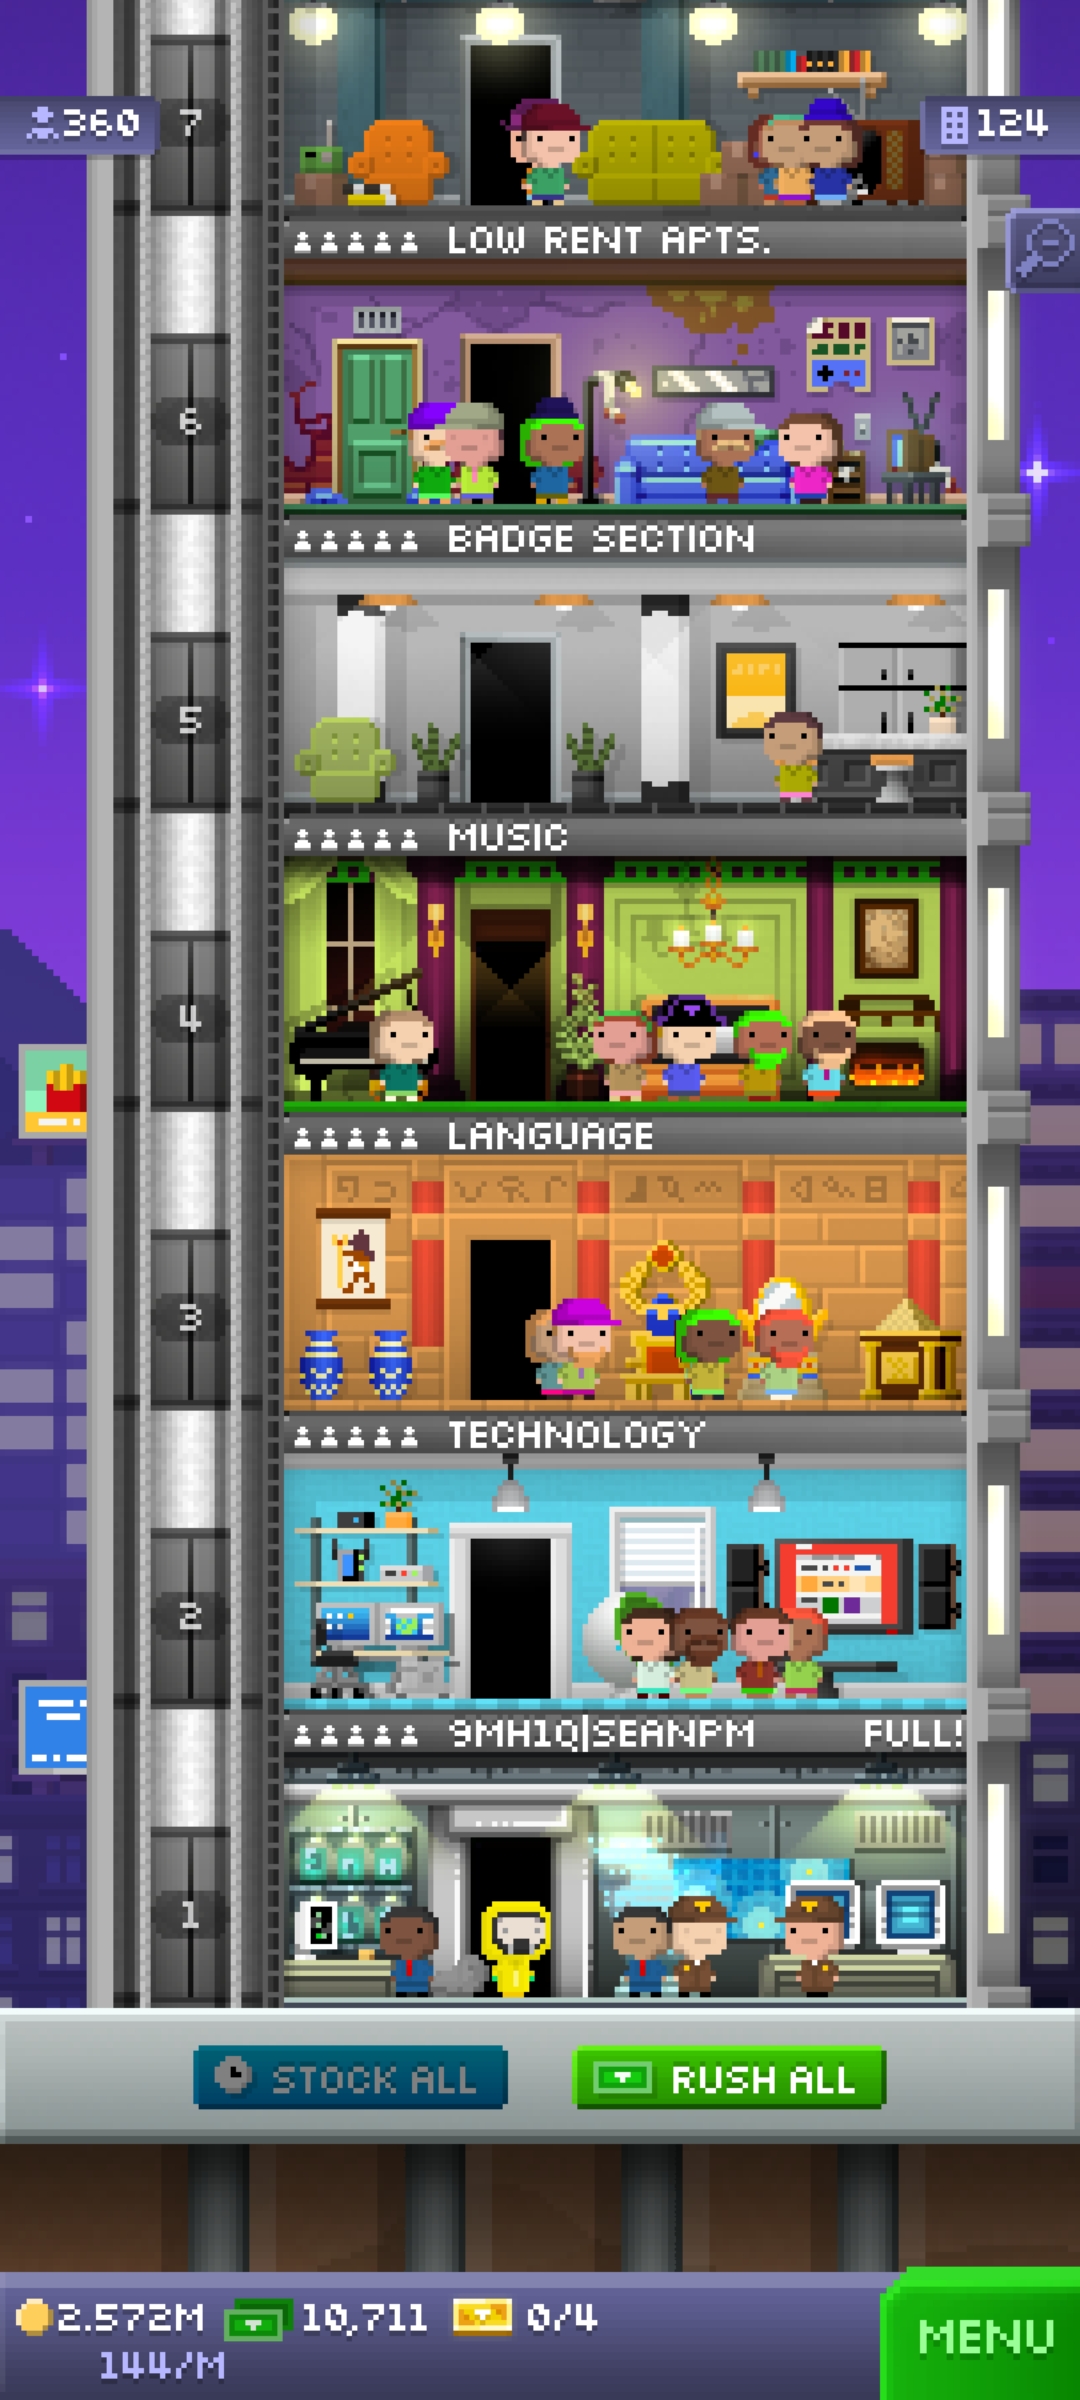 360
7
124
LOW RENT APTS.
6
BADGE SECTION
5
MUSIC
4
LANGUAGE
3
TECHNOLOGY
2
9MH1Q|SEANPM FULL!
1
STOCK ALL
RUSH ALL
2.572M 10,711 0/4
144/M
MENU